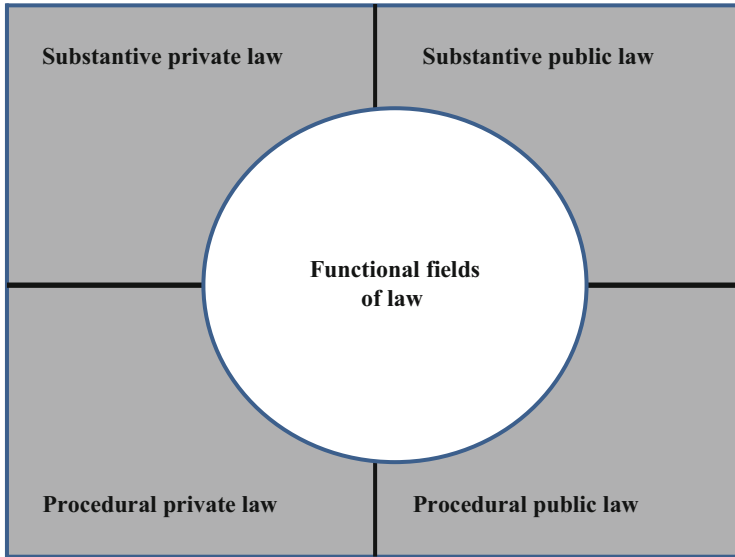 Substantive private law
Substantive public law
Functional fields
of law
Procedural private law
Procedural public law